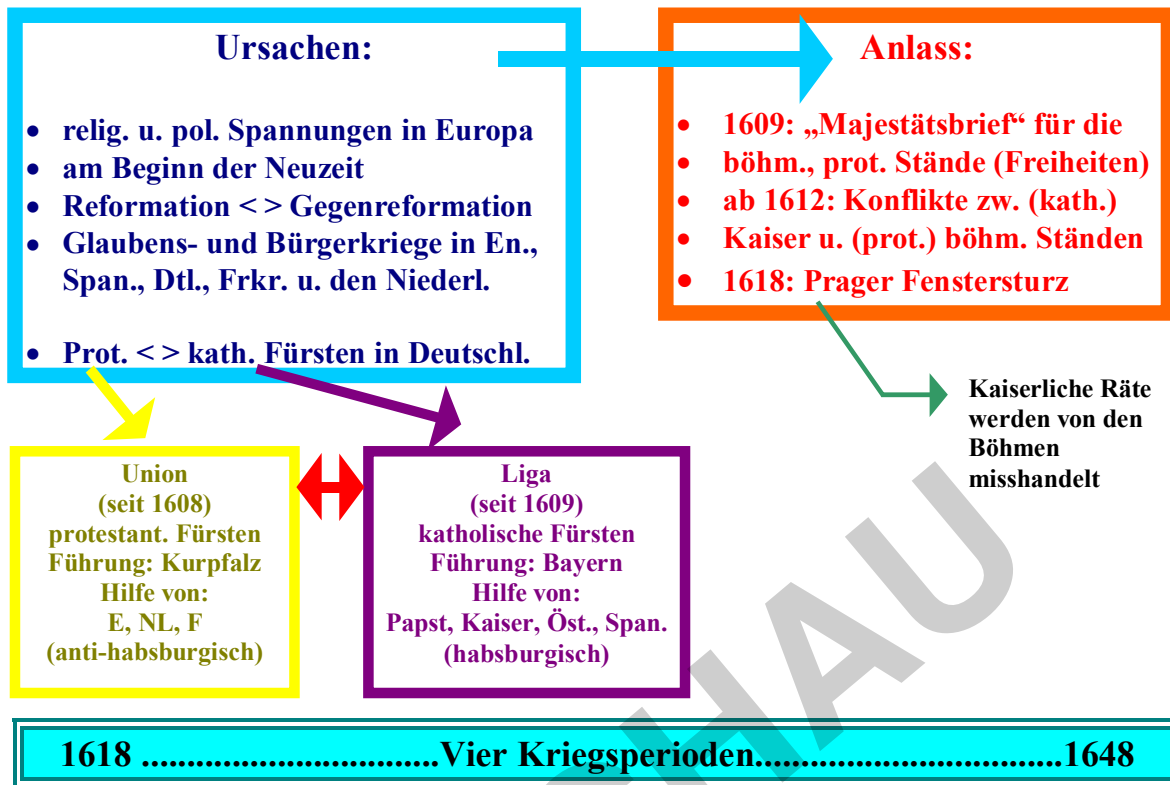 Ursachen:
• relig. u. pol. Spannungen in Europa
• am Beginn der Neuzeit
• Reformation < > Gegenreformation
• Glaubens- und Bürgerkriege in En.,
Span., Dtl., Frkr. u. den Niederl.
• Prot. < > kath. Fürsten in Deutschl.
Anlass:
• 1609: „Majestätsbrief“ für die
• böhm., prot. Stände (Freiheiten)
• ab 1612: Konflikte zw. (kath.)
• Kaiser u. (prot.) böhm. Ständen
• 1618: Prager Fenstersturz
Kaiserliche Räte
werden von den
Böhmen
misshandelt
Union
(seit 1608)
protestant. Fürsten
Führung: Kurpfalz
Hilfe von:
E, NL, F
(anti-habsburgisch)
Liga
(seit 1609)
katholische Fürsten
Führung: Bayern
Hilfe von:
Papst, Kaiser, Öst., Span.
(habsburgisch)
1618 .................................Vier Kriegsperioden..................................1648
HAU